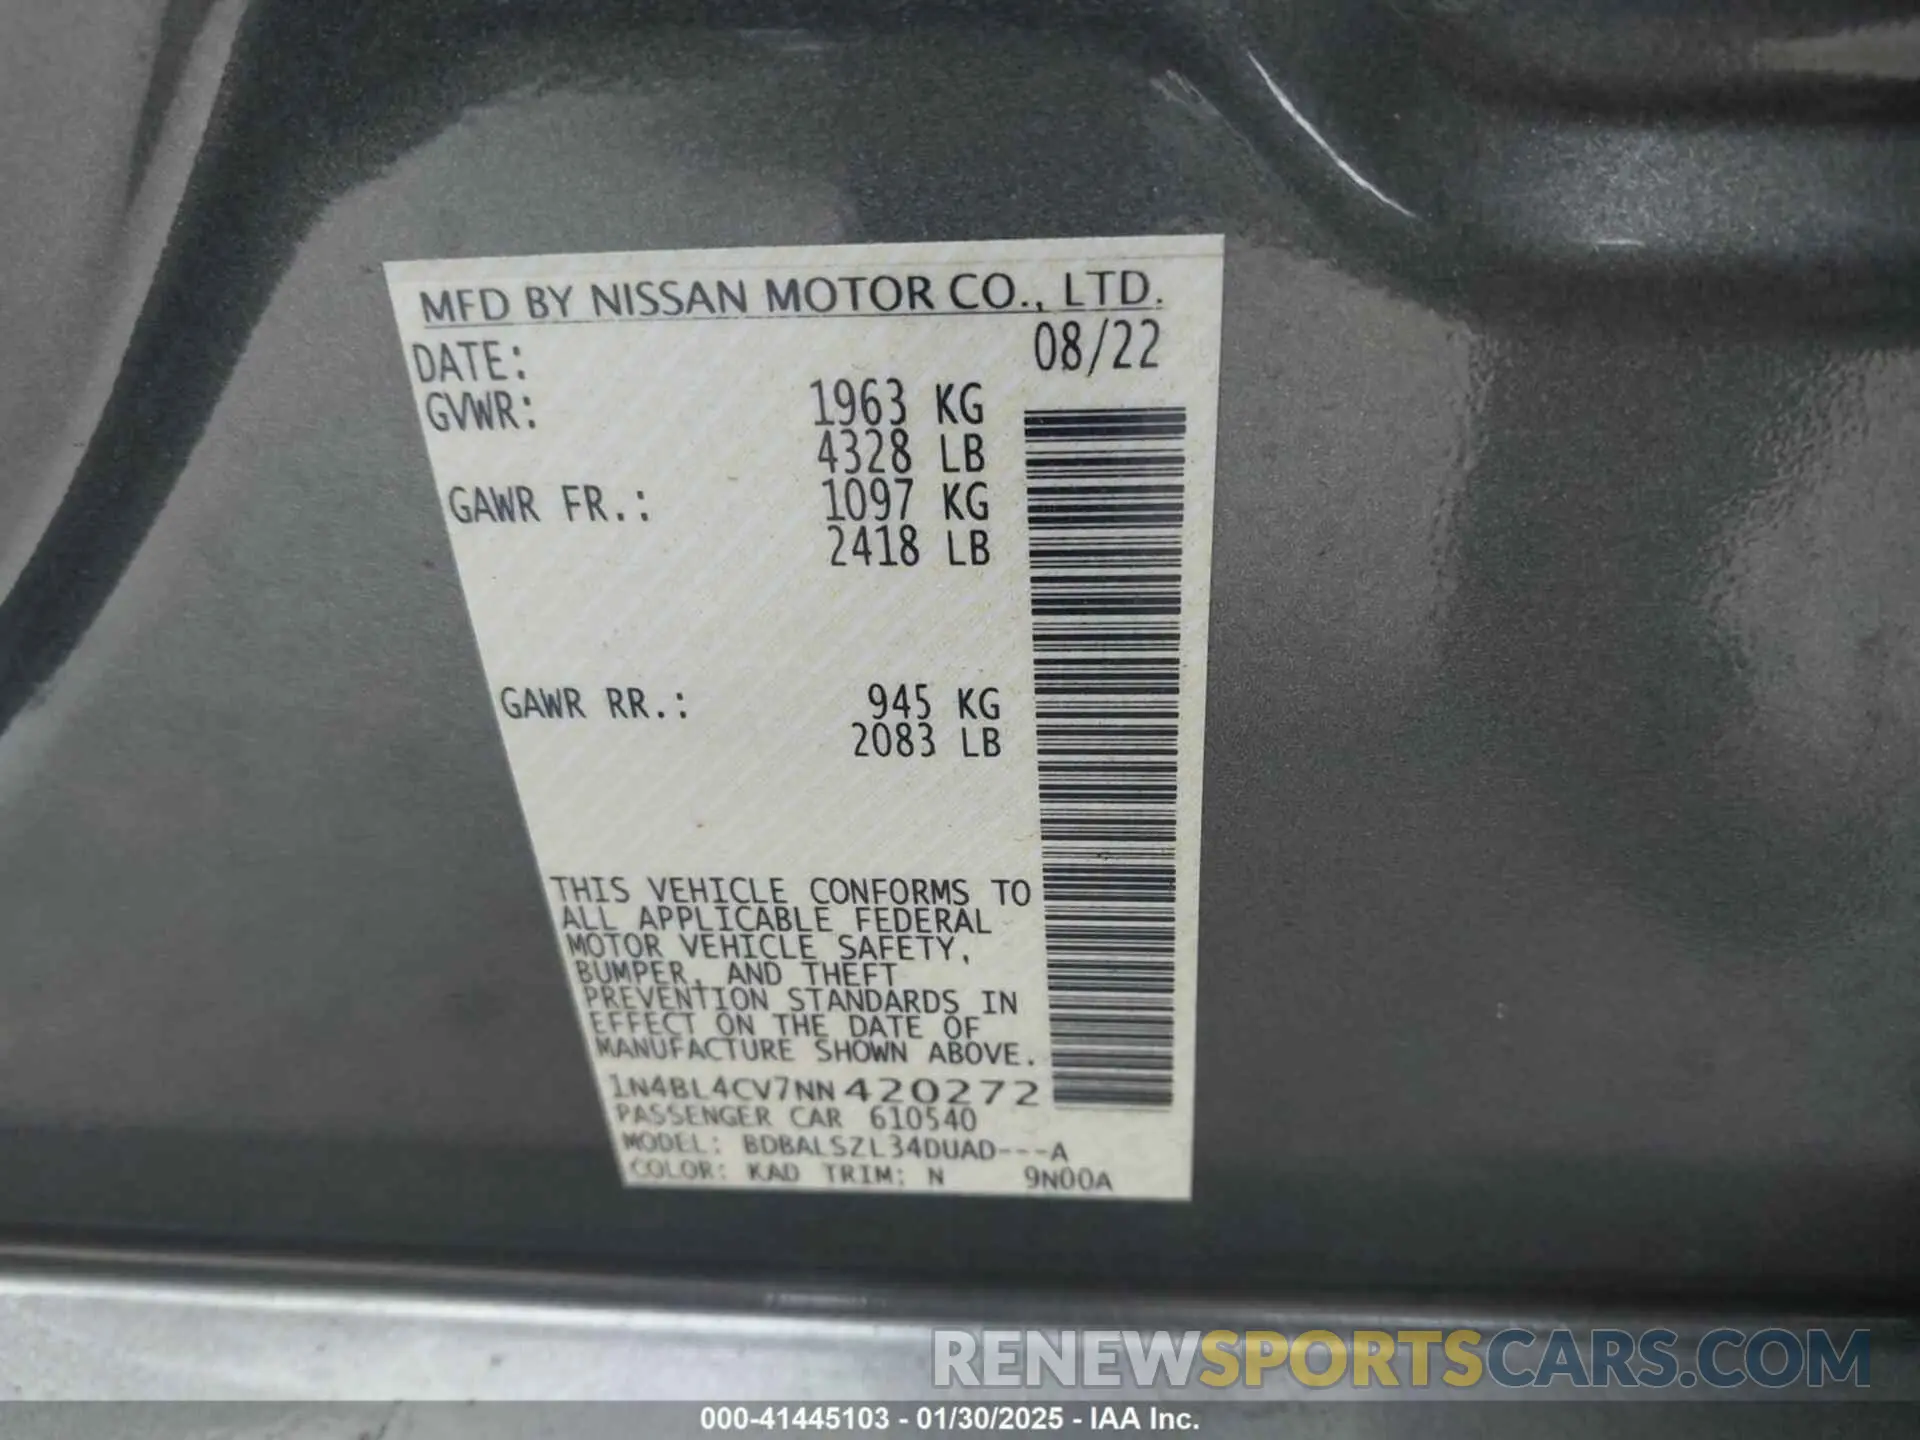 MFD BY NISSAN MOTOR CO., LTD.
DATE: 08/22
GVWR: 1963 KG
4328 LB
GAWR FR.: 1097 KG
2418 LB
GAWR RR.: 945 KG
2083 LB
THIS VEHICLE CONFORMS TO
ALL APPLICABLE FEDERAL
MOTOR VEHICLE SAFETY,
BUMPER, AND THEFT
PREVENTION STANDARDS IN
EFFECT ON THE DATE OF
MANUFACTURE SHOWN ABOVE.
1N4BL4CV7NN420272
PASSENGER CAR 610540
MODEL: BDBALSZL34DUAD---A
COLOR: KAD TRIM: N 9N00A
RENEWSPORTSCARS.COM
000-41445103 - 01/30/2025 - IAA Inc.